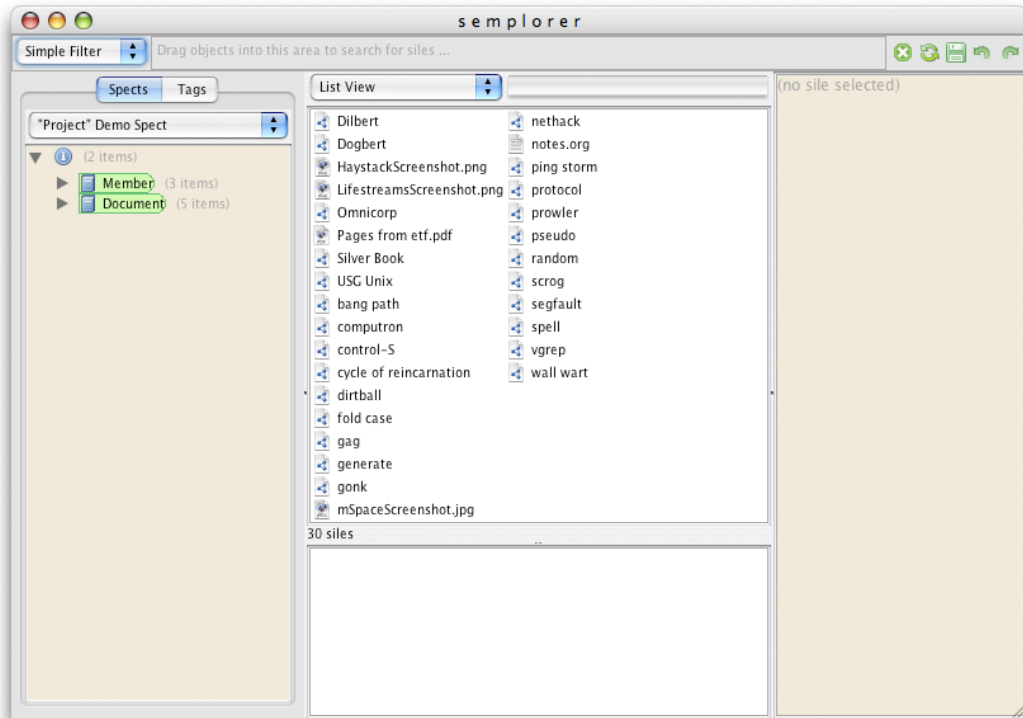 semplorer
Simple Filter
Drag objects into this area to search for siles ...
Spects
Tags
"Project" Demo Spect
(2 items)
Member (3 items)
Document (5 items)
List View
Dilbert
Dogbert
HaystackScreenshot.png
LifestreamsScreenshot.png
Omnicorp
Pages from etf.pdf
Silver Book
USG Unix
bang path
computron
control-S
cycle of reincarnation
dirtball
fold case
gag
generate
gonk
mSpaceScreenshot.jpg
nethack
notes.org
ping storm
protocol
prowler
pseudo
random
scrog
segfault
spell
vgrep
wall wart
30 siles
(no sile selected)